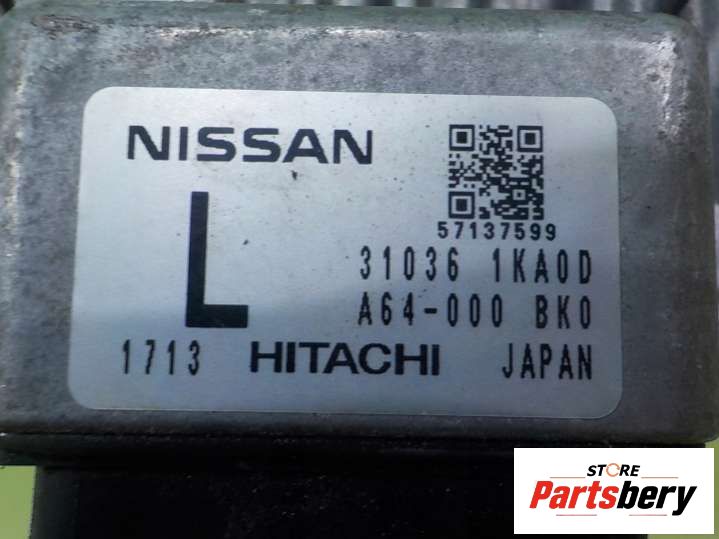 NISSAN
57137599
L
31036 1KA0D
A64-000 BK0
1713 HITACHI JAPAN
STORE
Partsbery